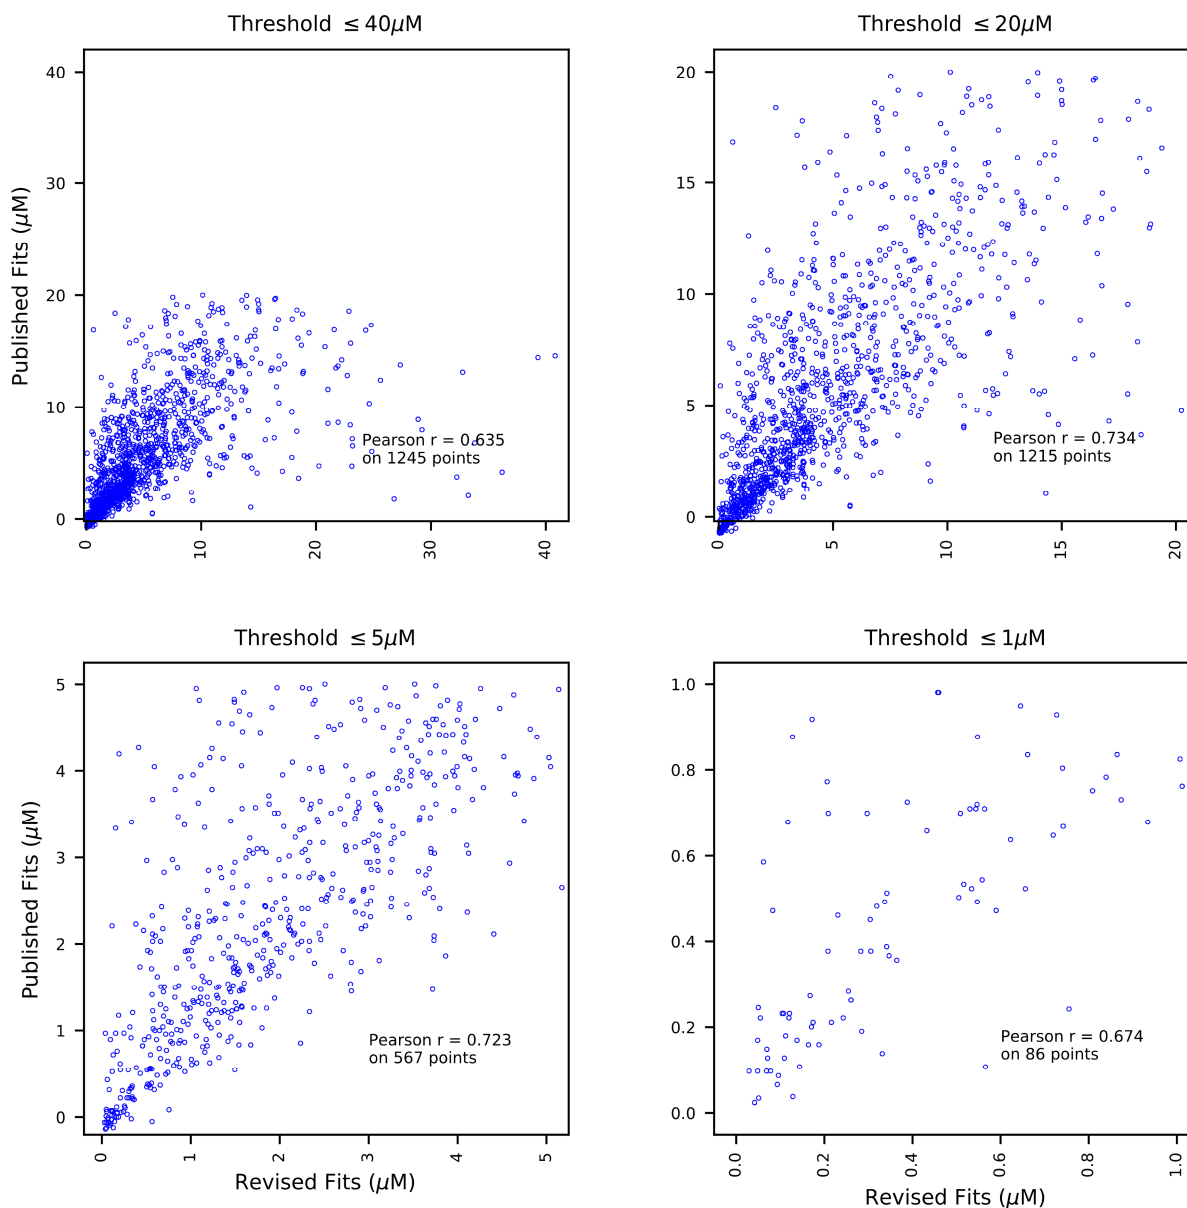 Threshold ≤40μM
Threshold ≤20μM
Published Fits (μM)
40
30
20
10
0
0
10
20
30
40
Pearson r = 0.635
on 1245 points
20
15
10
5
0
0
5
10
15
20
Pearson r = 0.734
on 1215 points
Threshold ≤5μM
Threshold ≤1μM
Published Fits (μM)
5
4
3
2
1
0
0
1
2
3
4
5
Pearson r = 0.723
on 567 points
Revised Fits (μM)
1.0
0.8
0.6
0.4
0.2
0.0
0.0
0.2
0.4
0.6
0.8
1.0
Pearson r = 0.674
on 86 points
Revised Fits (μM)